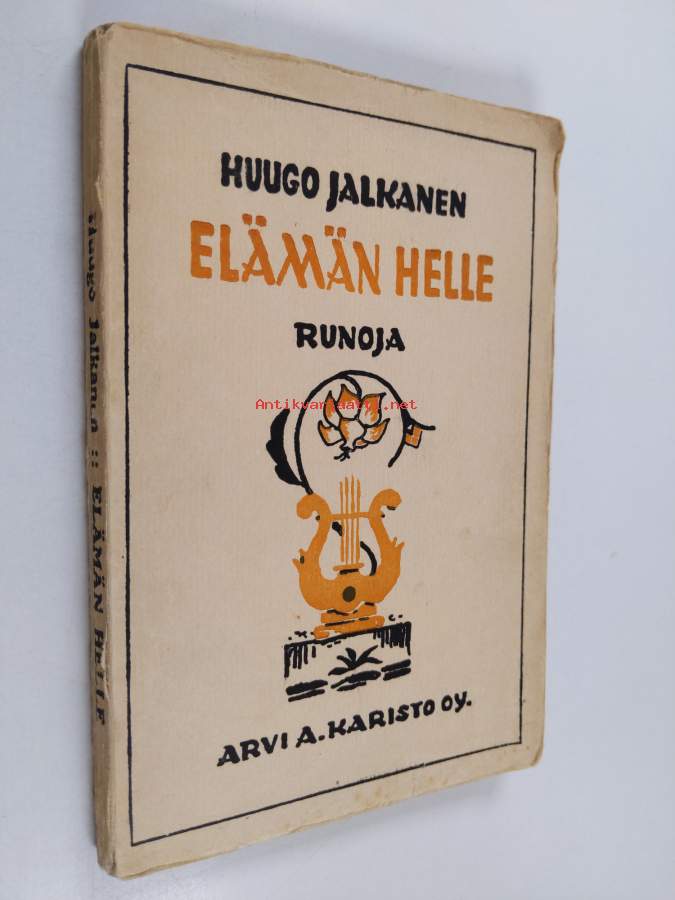 HUUGO JALKANEN
ELÄMÄN HELLE
RUNOJA
Antikvariaatti.net
ARVI A. KARISTO OY.
Huugo Jalkanen :: ELÄMÄN HELLE